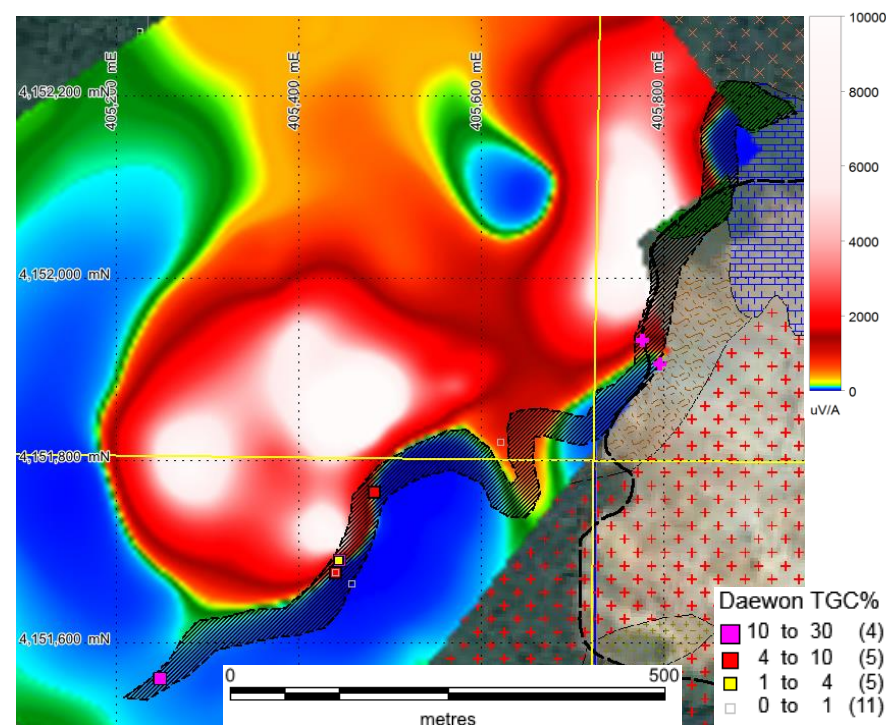 10000
8000
6000
4000
2000
0
uV/A
405,200 mE
405,400 mE
405,600 mE
405,800 mE
4,152,200 mN
4,152,000 mN
4,151,800 mN
4,151,600 mN
0 500
metres
Daewon TGC%
10 to 30 (4)
4 to 10 (5)
1 to 4 (5)
0 to 1 (11)